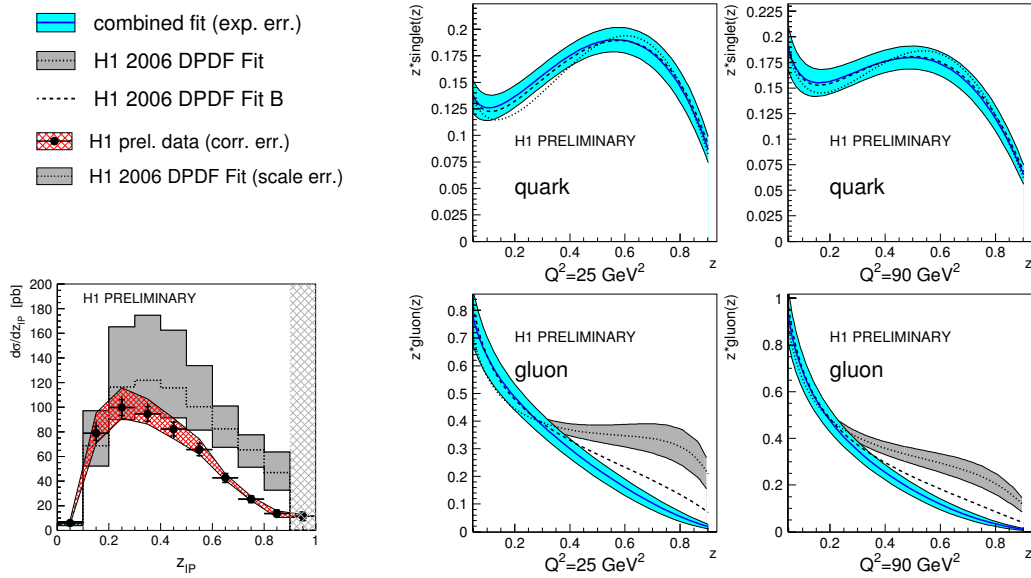 combined fit (exp. err.)
H1 2006 DPDF Fit
H1 2006 DPDF Fit B
H1 prel. data (corr. err.)
H1 2006 DPDF Fit (scale err.)
dσ/dz_IP [pb]
H1 PRELIMINARY
200
180
160
140
120
100
80
60
40
20
0
0 0.2 0.4 0.6 0.8 1
z_IP
z*singlet(z)
0.2
0.175
0.15
0.125
0.1
0.075
0.05
0.025
0
H1 PRELIMINARY
quark
0.2 0.4 0.6 0.8 z
Q²=25 GeV²
z*singlet(z)
0.225
0.2
0.175
0.15
0.125
0.1
0.075
0.05
0.025
0
H1 PRELIMINARY
quark
0.2 0.4 0.6 0.8 z
Q²=90 GeV²
z*gluon(z)
0.8
0.7
0.6
0.5
0.4
0.3
0.2
0.1
0
H1 PRELIMINARY
gluon
0.2 0.4 0.6 0.8 z
Q²=25 GeV²
z*gluon(z)
1
0.8
0.6
0.4
0.2
0
H1 PRELIMINARY
gluon
0.2 0.4 0.6 0.8 z
Q²=90 GeV²